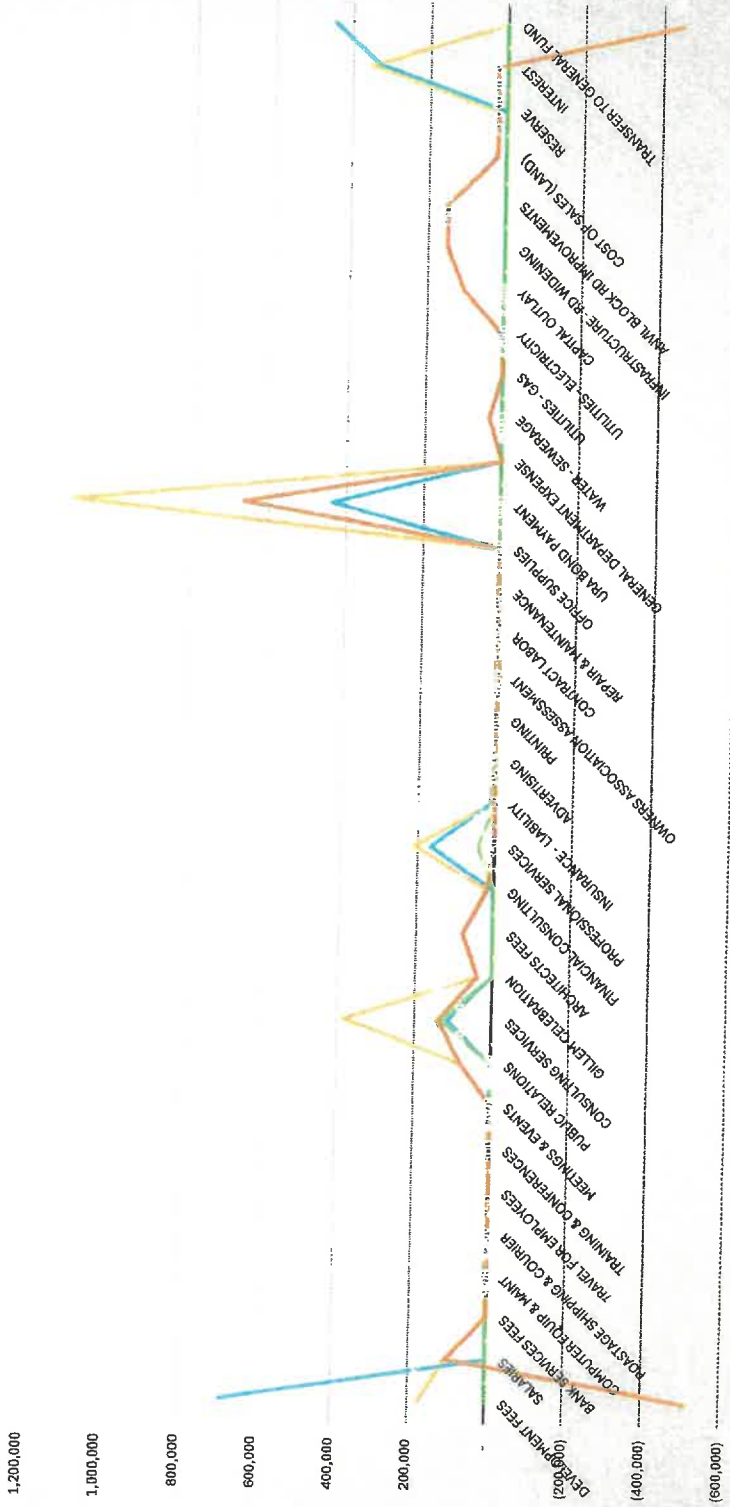 1,200,000
1,000,000
800,000
600,000
400,000
200,000
-
(200,000)
(400,000)
(600,000)
DEVELOPMENT FEES
SALARIES
BANK SERVICES FEES
COMPUTER EQUIP & MAINT
POASTAGE SHIPPING & COURIER
TRAVEL FOR EMPLOYEES
TRAINING & CONFERENCES
MEETINGS & EVENTS
PUBLIC RELATIONS
CONSULTING SERVICES
GILLEM CELEBRATION
ARCHITECTS FEES
FINANCIAL CONSULTING
PROFESSIONAL SERVICES
INSURANCE - LIABILITY
ADVERTISING
PRINTING
OWNERS ASSOCIATION ASSESSMENT
CONTRACT LABOR
REPAIR & MAINTENANCE
OFFICE SUPPLIES
URA BOND PAYMENT
GENERAL DEPARTMENT EXPENSE
WATER - SEWERAGE
UTILITIES - GAS
UTILITIES - ELECTRICITY
CAPITAL OUTLAY
INFRASTRUCTURE - RD WIDENING
ANVIL BLOCK RD IMPROVEMENTS
COST OF SALES (LAND)
RESERVE
INTEREST
TRANSFER TO GENERAL FUND